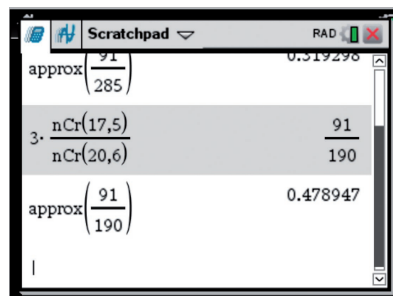 Scratchpad RAD
approx(91/285) 0.319298
3· nCr(17,5)/nCr(20,6) 91/190
approx(91/190) 0.478947